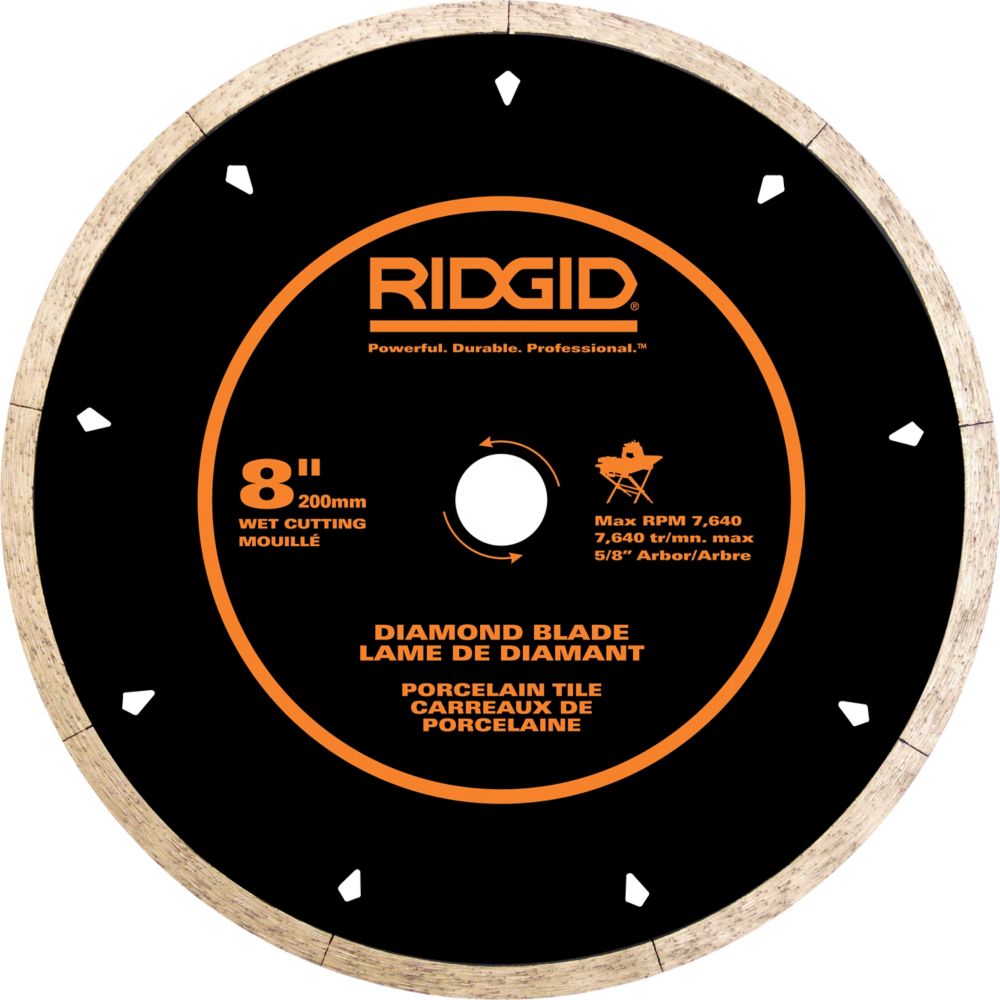 RIDGID®
Powerful. Durable. Professional.™
8"
200mm
WET CUTTING
MOUILLÉ
Max RPM 7,640
7,640 tr/mn. max
5/8" Arbor/Arbre
DIAMOND BLADE
LAME DE DIAMANT
PORCELAIN TILE
CARREAUX DE
PORCELAINE